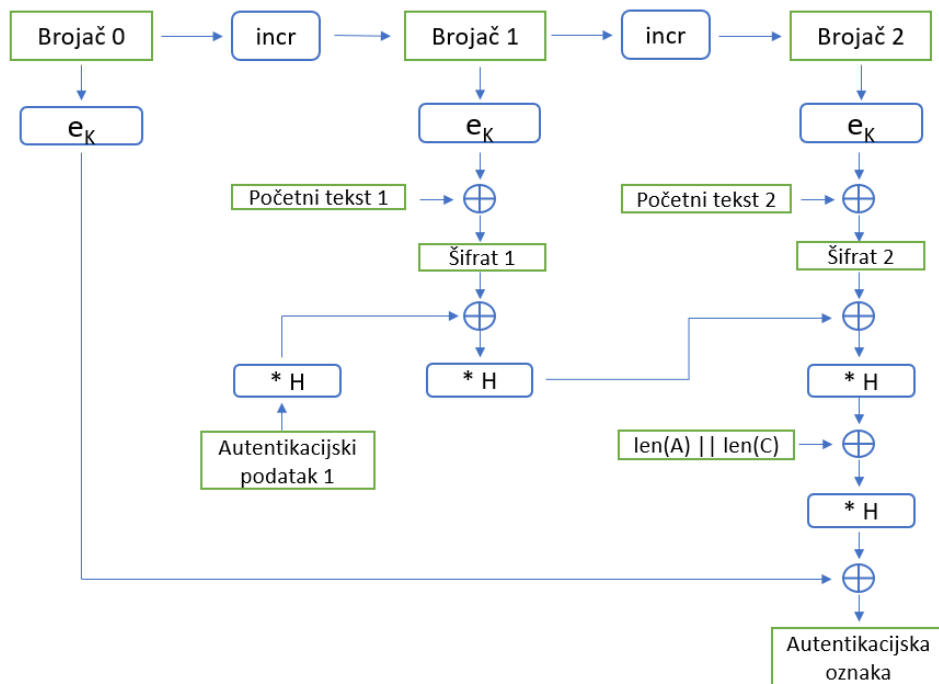 Brojač 0
incr
Brojač 1
incr
Brojač 2
eK
eK
eK
Početni tekst 1
Početni tekst 2
Šifrat 1
Šifrat 2
* H
* H
* H
Autentikacijski
podatak 1
len(A) || len(C)
* H
Autentikacijska
oznaka